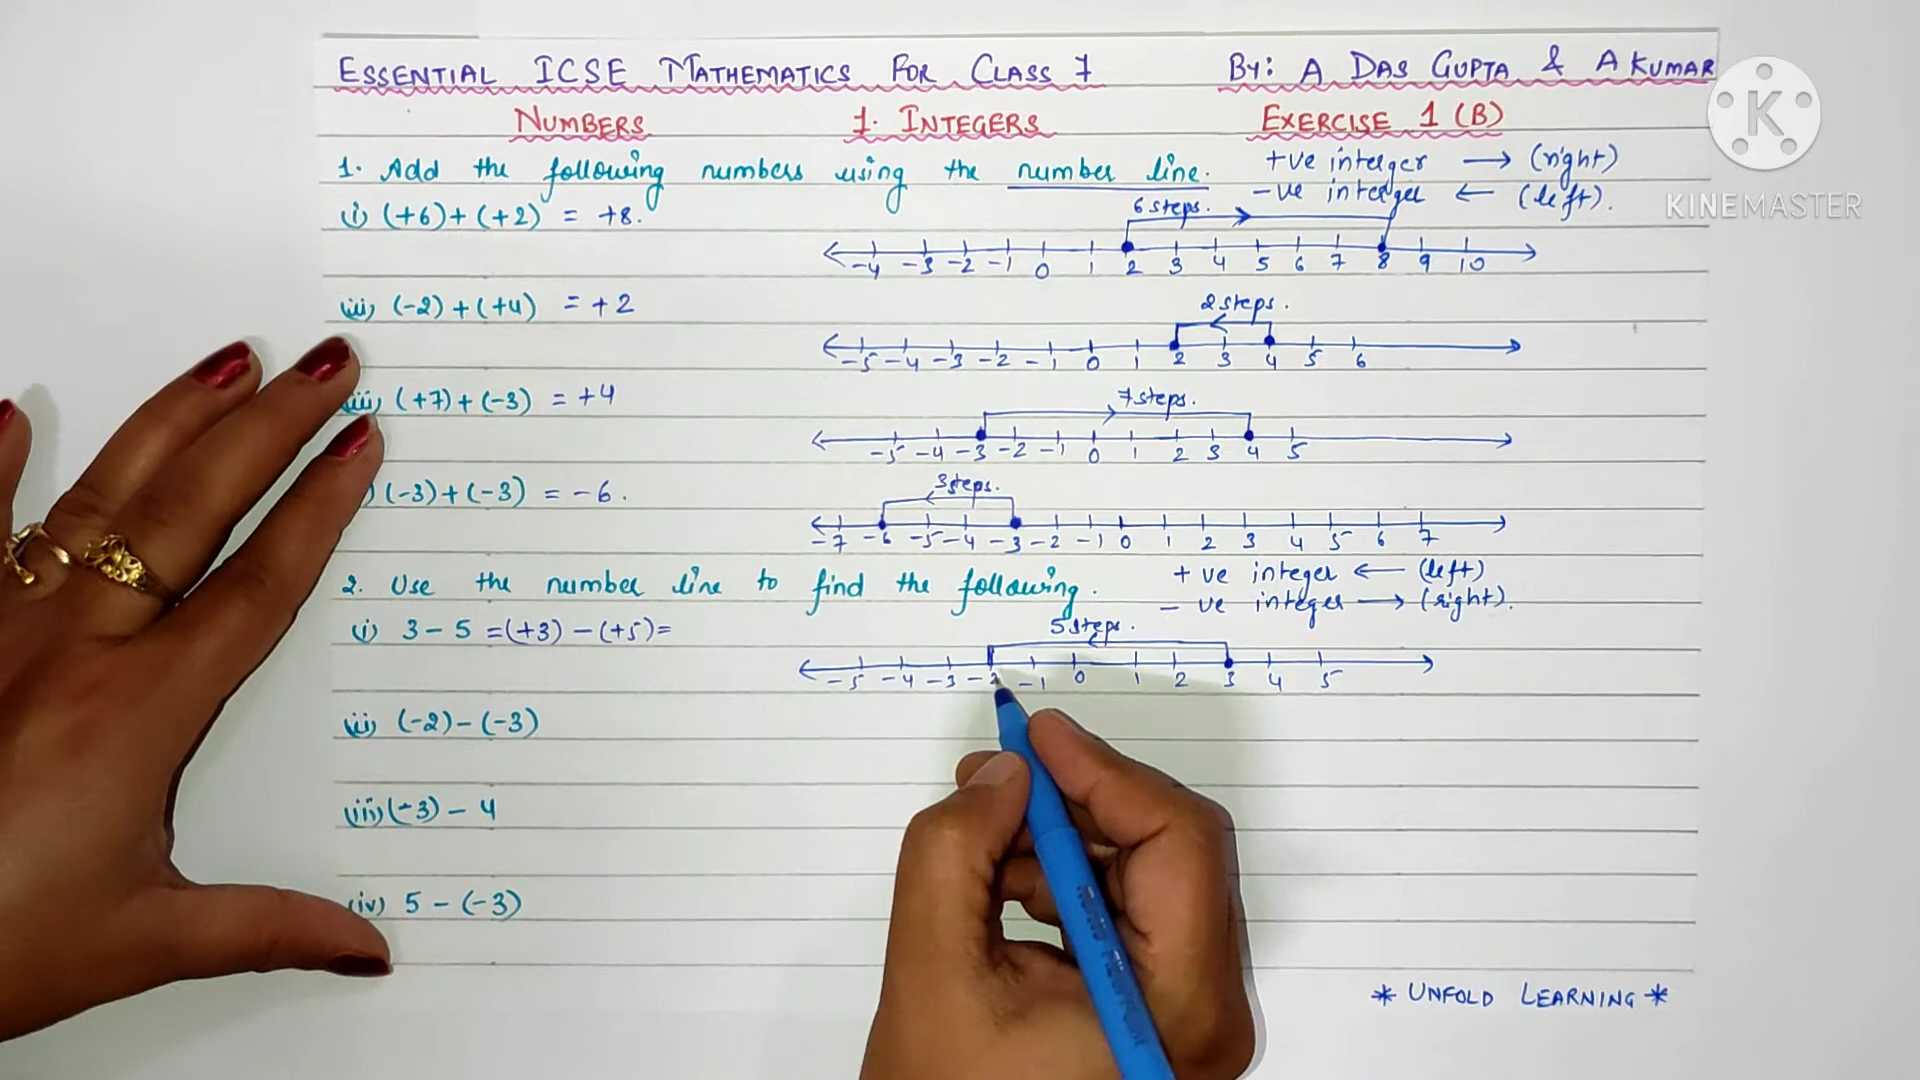 ESSENTIAL ICSE MATHEMATICS FOR CLASS 7 BY: A DAS GUPTA & A KUMAR
NUMBERS 1. INTEGERS EXERCISE 1 (B)
1. Add the following numbers using the number line. +ve interger → (right)
-ve interger ← (left).
(i) (+6) + (+2) = +8.
6 steps.
-4 -3 -2 -1 0 1 2 3 4 5 6 7 8 9 10
(ii) (-2) + (+4) = +2
2 steps.
-5 -4 -3 -2 -1 0 1 2 3 4 5 6
(iii) (+7) + (-3) = +4
7 steps.
-5 -4 -3 -2 -1 0 1 2 3 4 5
) (-3) + (-3) = -6.
3 steps.
-7 -6 -5 -4 -3 -2 -1 0 1 2 3 4 5 6 7
2. Use the number line to find the following. + ve integer ← (left)
- ve integer → (right).
(i) 3 - 5 = (+3) - (+5) =
5 steps.
-5 -4 -3 -2 -1 0 1 2 3 4 5
(ii) (-2) - (-3)
(iii) (-3) - 4
(iv) 5 - (-3)
* UNFOLD LEARNING *
K
KINEMASTER